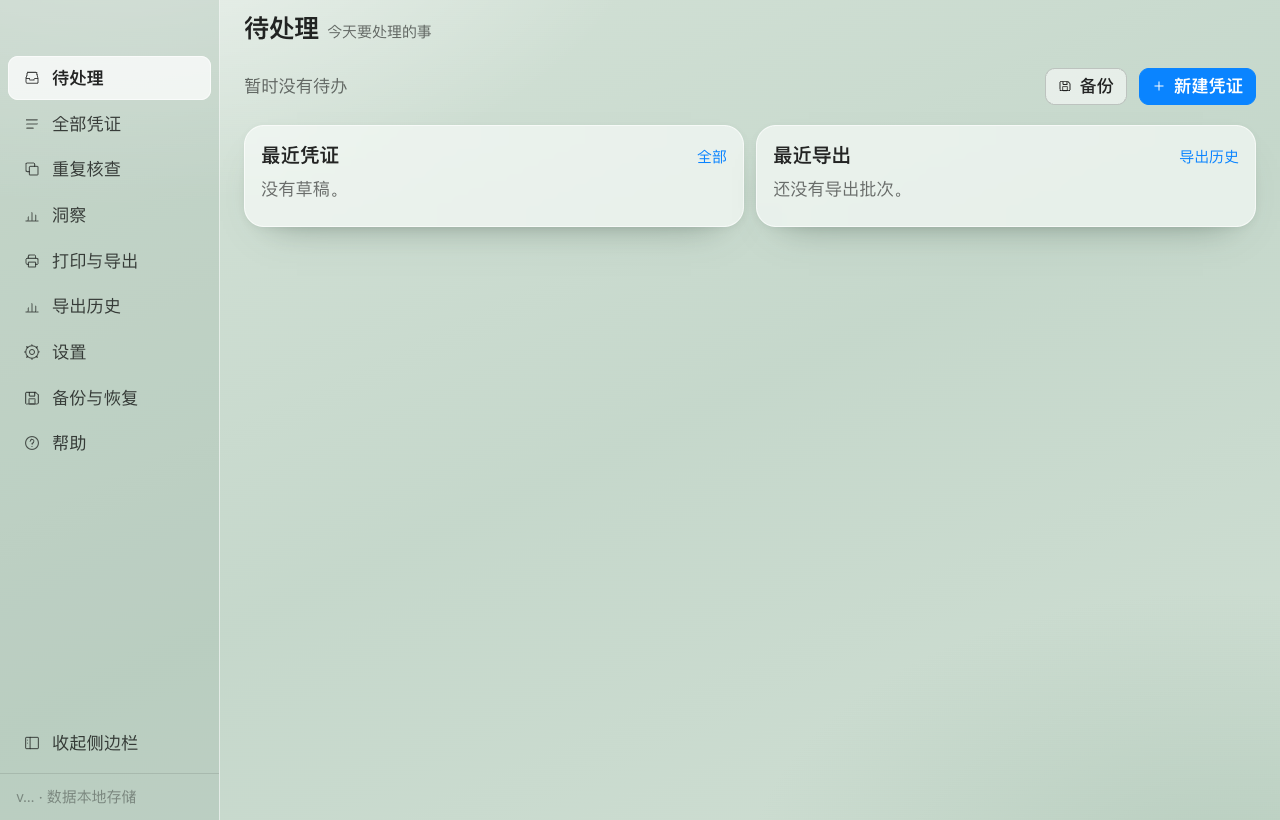 待处理
全部凭证
重复核查
洞察
打印与导出
导出历史
设置
备份与恢复
帮助
收起侧边栏
v... · 数据本地存储
待处理 今天要处理的事
暂时没有待办
备份
新建凭证
最近凭证 全部
没有草稿。
最近导出 导出历史
还没有导出批次。